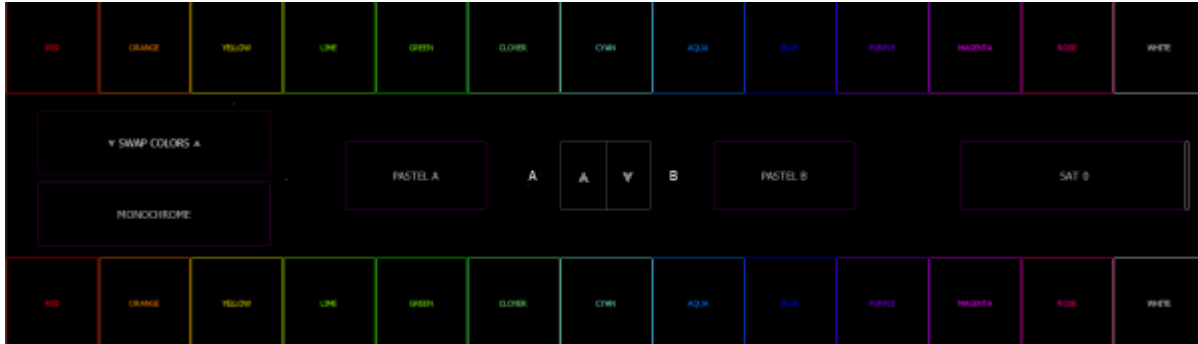 RED ORANGE YELLOW LIME GREEN CLOVER CYAN AQUA BLUE PURPLE MAGENTA ROSE WHITE
▼ SWAP COLORS ▲
PASTEL A A ▲ ▼ B PASTEL B SAT 0
MONOCHROME
RED ORANGE YELLOW LIME GREEN CLOVER CYAN AQUA BLUE PURPLE MAGENTA ROSE WHITE